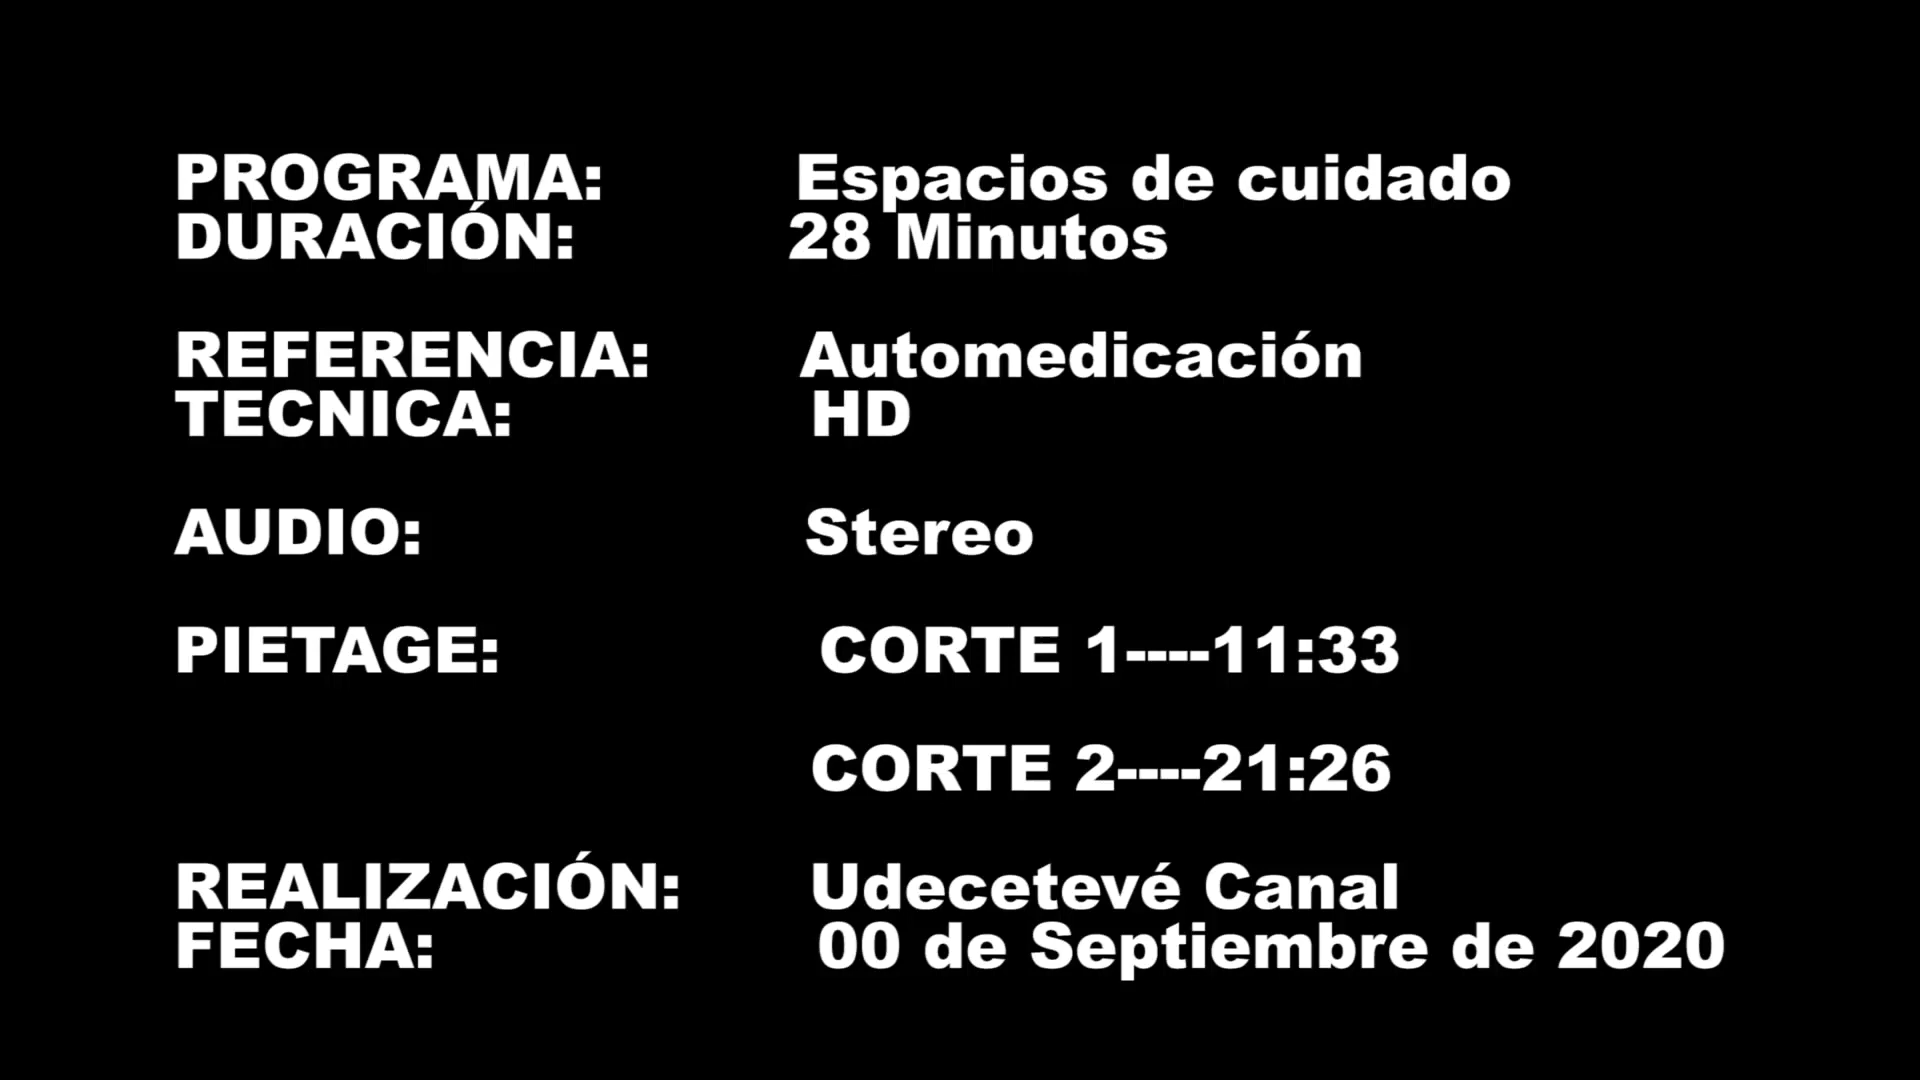 PROGRAMA: Espacios de cuidado
DURACIÓN: 28 Minutos
REFERENCIA: Automedicación
TECNICA: HD
AUDIO: Stereo
PIETAGE: CORTE 1----11:33
CORTE 2----21:26
REALIZACIÓN: Udecetevé Canal
FECHA: 00 de Septiembre de 2020